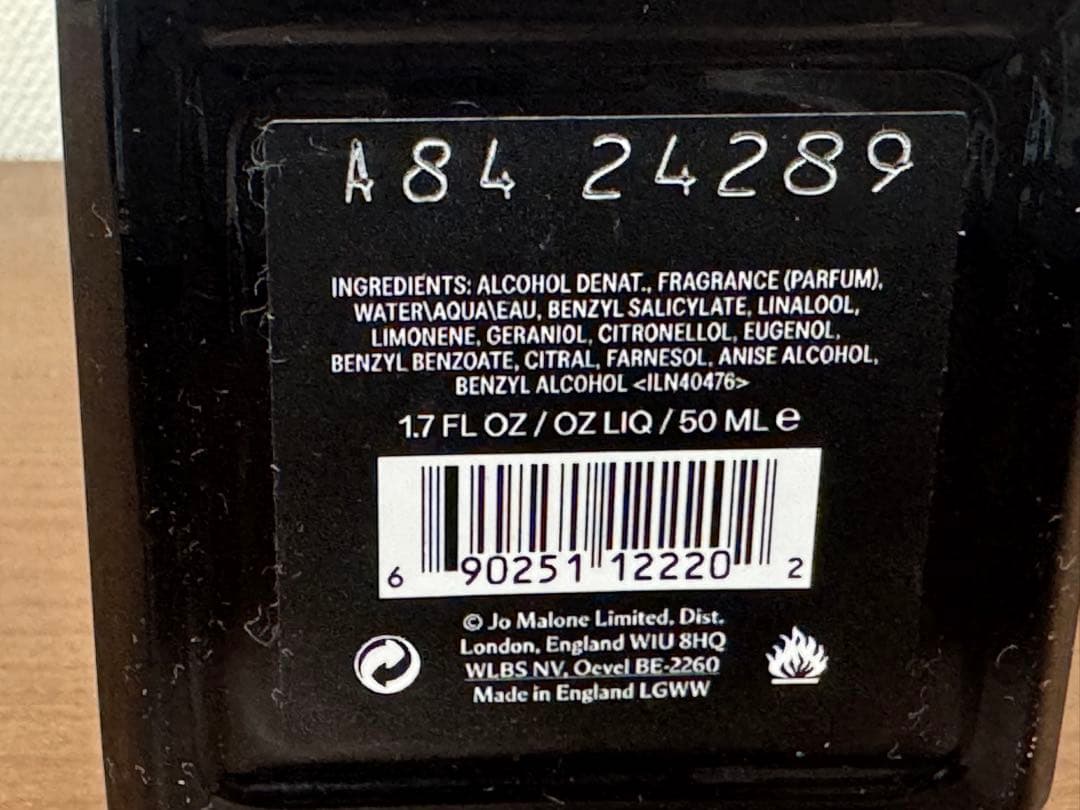 A84 24289
INGREDIENTS: ALCOHOL DENAT., FRAGRANCE (PARFUM),
WATER\AQUA\EAU, BENZYL SALICYLATE, LINALOOL,
LIMONENE, GERANIOL, CITRONELLOL, EUGENOL,
BENZYL BENZOATE, CITRAL, FARNESOL, ANISE ALCOHOL,
BENZYL ALCOHOL <ILN40476>
1.7 FL OZ / OZ LIQ / 50 ML e
6 90251 12220 2
© Jo Malone Limited, Dist.
London, England W1U 8HQ
WLBS NV, Oevel BE-2260
Made in England LGWW